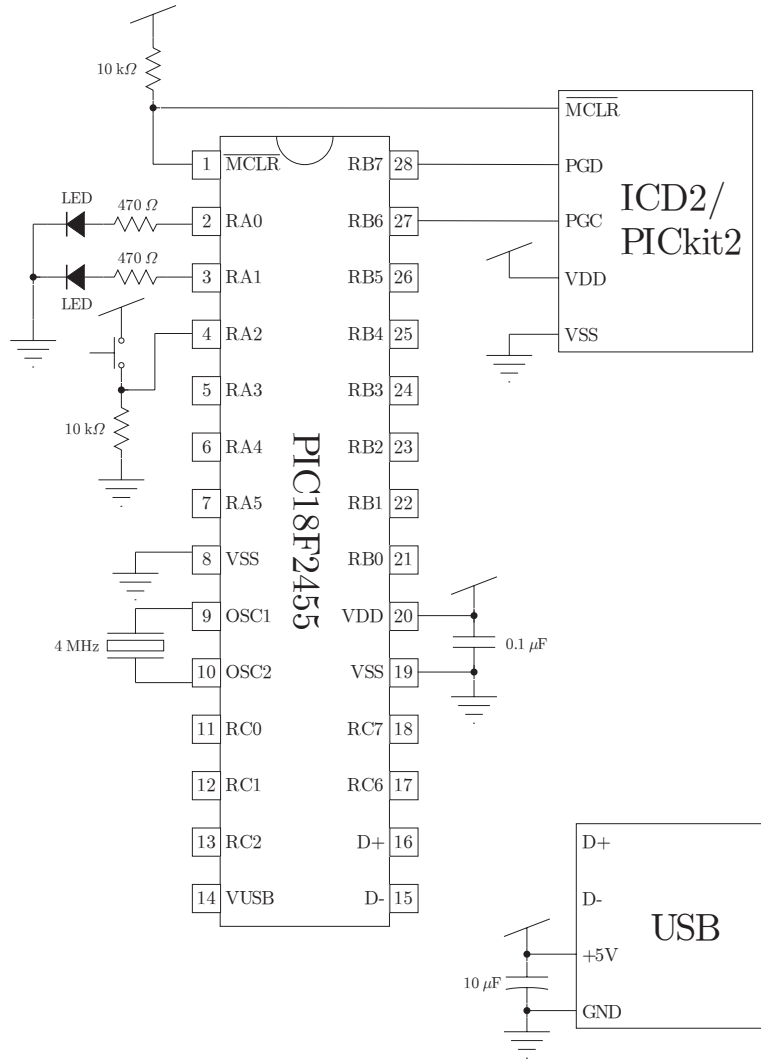 10 kΩ
MCLR
1 MCLR RB7 28 PGD
LED 470 Ω
2 RA0 RB6 27 PGC
ICD2/
PICkit2
470 Ω
LED
3 RA1 RB5 26 VDD
4 RA2 RB4 25 VSS
5 RA3 RB3 24
10 kΩ
6 RA4 RB2 23
7 RA5 RB1 22
8 VSS RB0 21
PIC18F2455
9 OSC1 VDD 20
4 MHz
0.1 μF
10 OSC2 VSS 19
11 RC0 RC7 18
12 RC1 RC6 17
13 RC2 D+ 16
14 VUSB D- 15
D+
D-
USB
+5V
10 μF
GND